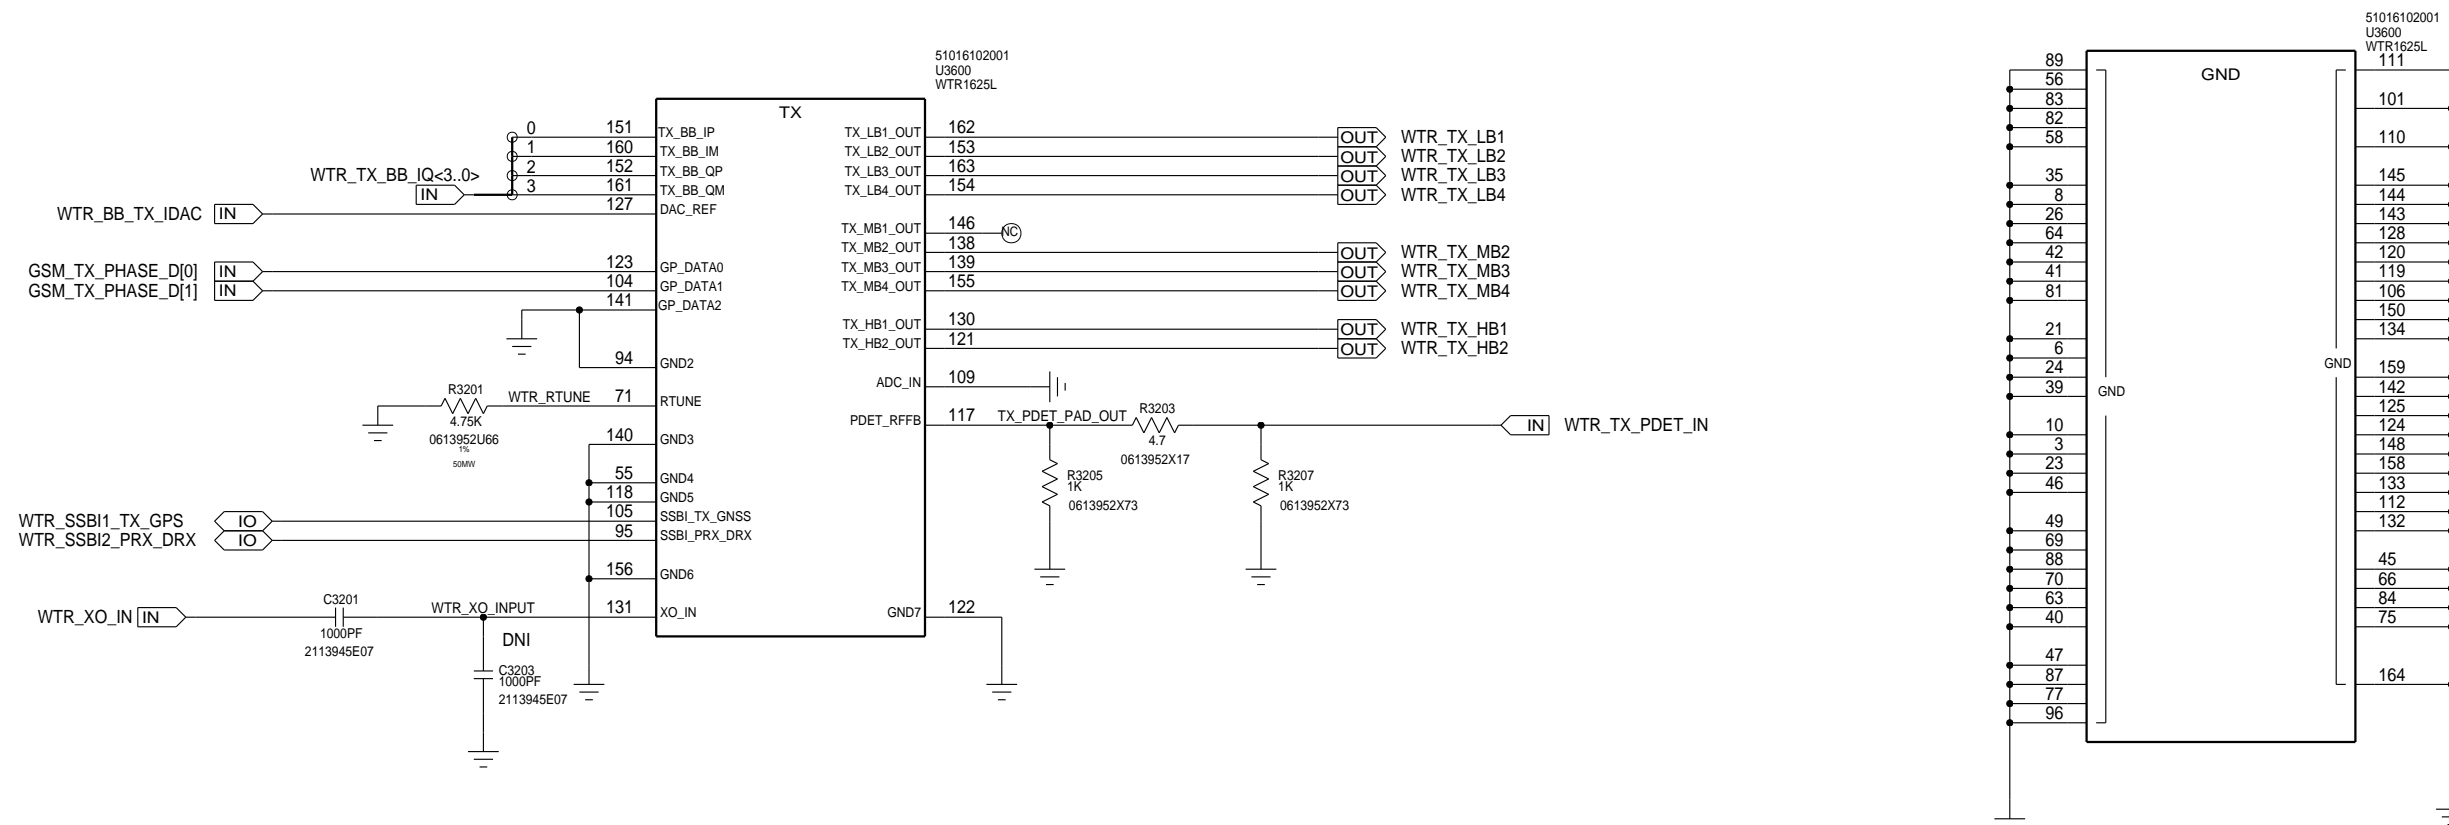 51016102001
U3600
WTR1625L
TX
WTR_TX_BB_IQ<3..0>
IN
0 151 TX_BB_IP
1 160 TX_BB_IM
2 152 TX_BB_QP
3 161 TX_BB_QM
WTR_BB_TX_IDAC IN 127 DAC_REF
GSM_TX_PHASE_D[0] IN 123 GP_DATA0
GSM_TX_PHASE_D[1] IN 104 GP_DATA1
141 GP_DATA2
94 GND2
R3201
4.75K
0613952U66
1%
50MW
WTR_RTUNE 71 RTUNE
140 GND3
55 GND4
118 GND5
WTR_SSBI1_TX_GPS IO 105 SSBI_TX_GNSS
WTR_SSBI2_PRX_DRX IO 95 SSBI_PRX_DRX
156 GND6
WTR_XO_IN IN
C3201
1000PF
2113945E07
WTR_XO_INPUT 131 XO_IN
DNI
C3203
1000PF
2113945E07
TX_LB1_OUT 162 OUT WTR_TX_LB1
TX_LB2_OUT 153 OUT WTR_TX_LB2
TX_LB3_OUT 163 OUT WTR_TX_LB3
TX_LB4_OUT 154 OUT WTR_TX_LB4
TX_MB1_OUT 146 NC
TX_MB2_OUT 138 OUT WTR_TX_MB2
TX_MB3_OUT 139 OUT WTR_TX_MB3
TX_MB4_OUT 155 OUT WTR_TX_MB4
TX_HB1_OUT 130 OUT WTR_TX_HB1
TX_HB2_OUT 121 OUT WTR_TX_HB2
ADC_IN 109
PDET_RFFB 117 TX_PDET_PAD_OUT
R3203
4.7
0613952X17
IN WTR_TX_PDET_IN
R3205
1K
0613952X73
R3207
1K
0613952X73
GND7 122
51016102001
U3600
WTR1625L
GND
89
56
83
82
58
35
8
26
64
42
41
81
21
6
24
39
GND
10
3
23
46
49
69
88
70
63
40
47
87
77
96
111
101
110
145
144
143
128
120
119
106
150
134
GND
159
142
125
124
148
158
133
112
132
45
66
84
75
164